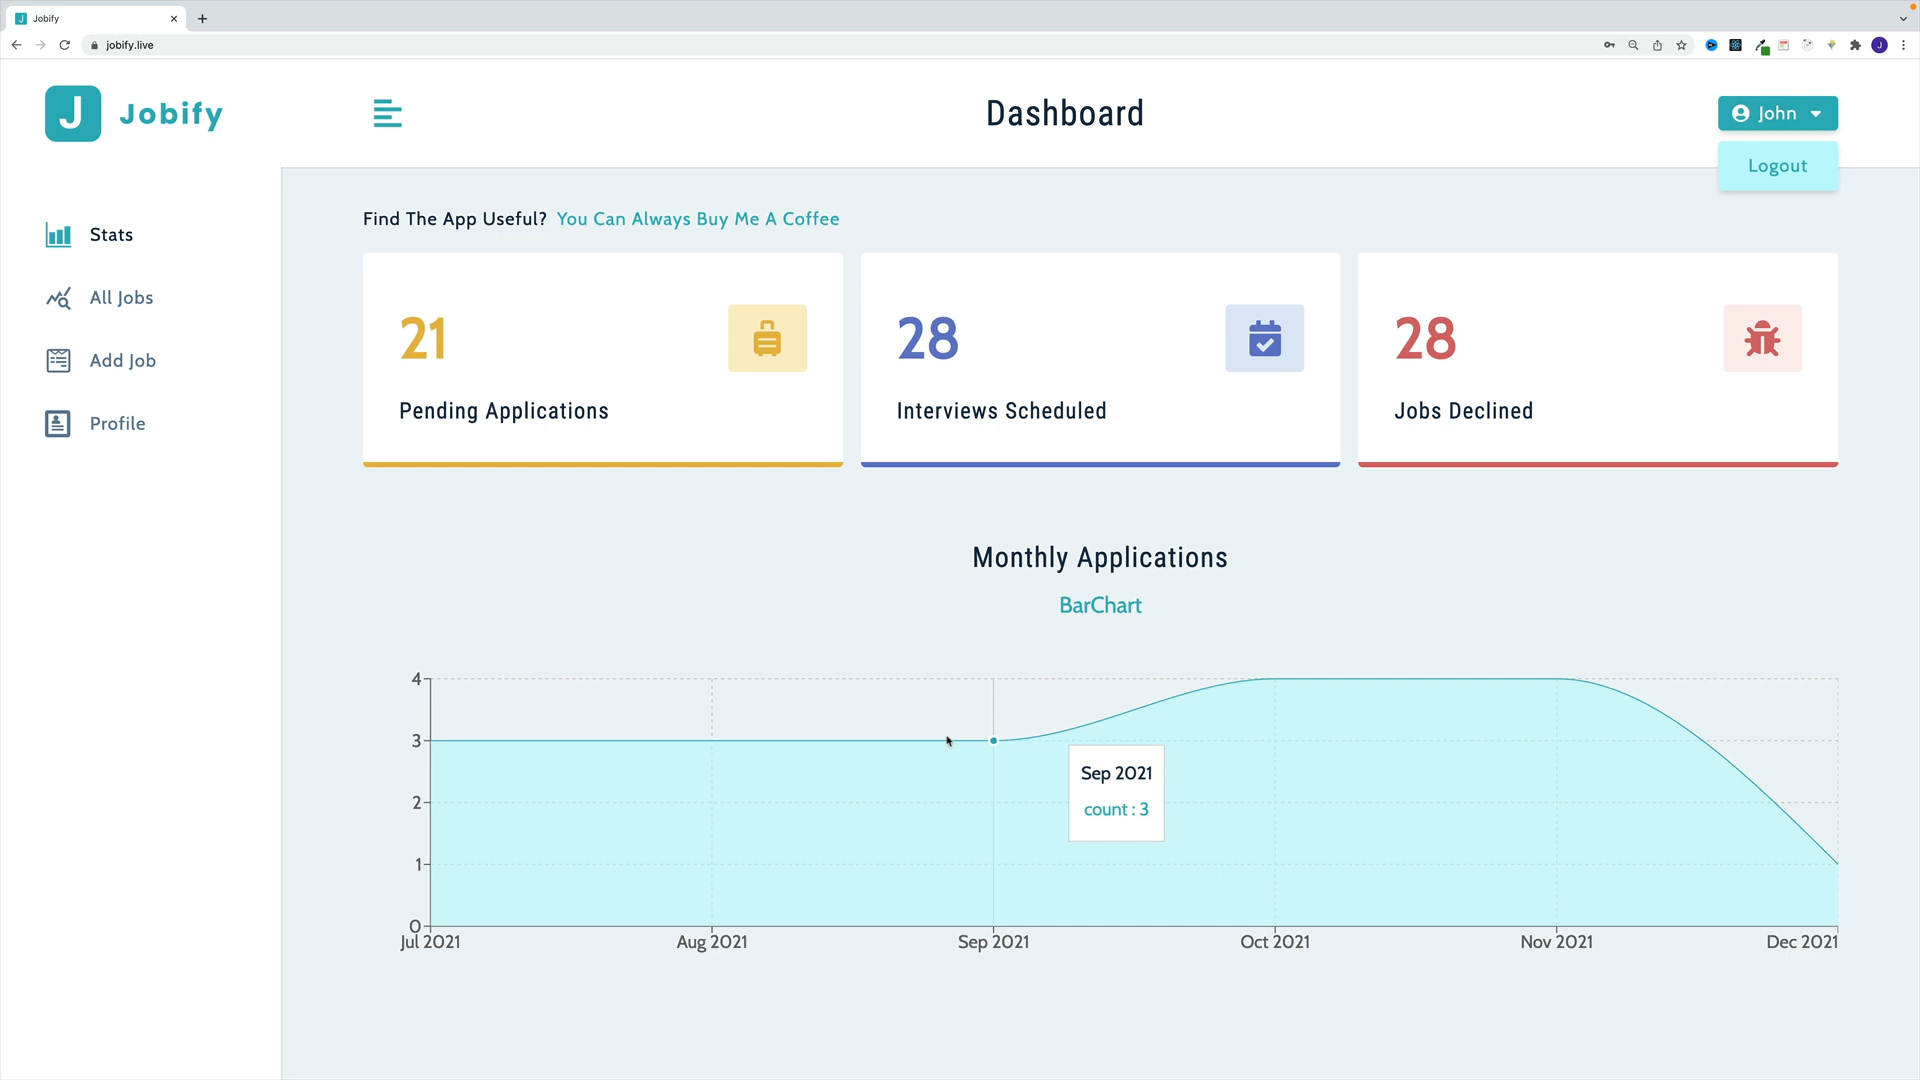 Jobify
jobify.live
J
J Jobify
Dashboard
John
Logout
Stats
All Jobs
Add Job
Profile
Find The App Useful? You Can Always Buy Me A Coffee
21
Pending Applications
28
Interviews Scheduled
28
Jobs Declined
Monthly Applications
BarChart
4
3
2
1
0
Sep 2021
count : 3
Jul 2021 Aug 2021 Sep 2021 Oct 2021 Nov 2021 Dec 2021